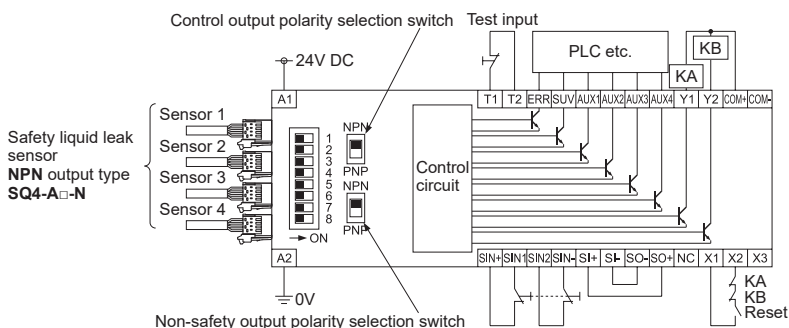 Control output polarity selection switch
Test input
24V DC
PLC etc.
KB
KA
A1
T1 T2 ERR SUV AUX1 AUX2 AUX3 AUX4 Y1 Y2 COM+ COM-
Safety liquid leak
sensor
NPN output type
SQ4-A□-N
Sensor 1
Sensor 2
Sensor 3
Sensor 4
1
2
3
4
5
6
7
8
→ ON
NPN
PNP
NPN
PNP
Control
circuit
A2
SIN+ SIN1 SIN2 SIN- SI+ SI- SO- SO+ NC X1 X2 X3
0V
KA
KB
Reset
Non-safety output polarity selection switch